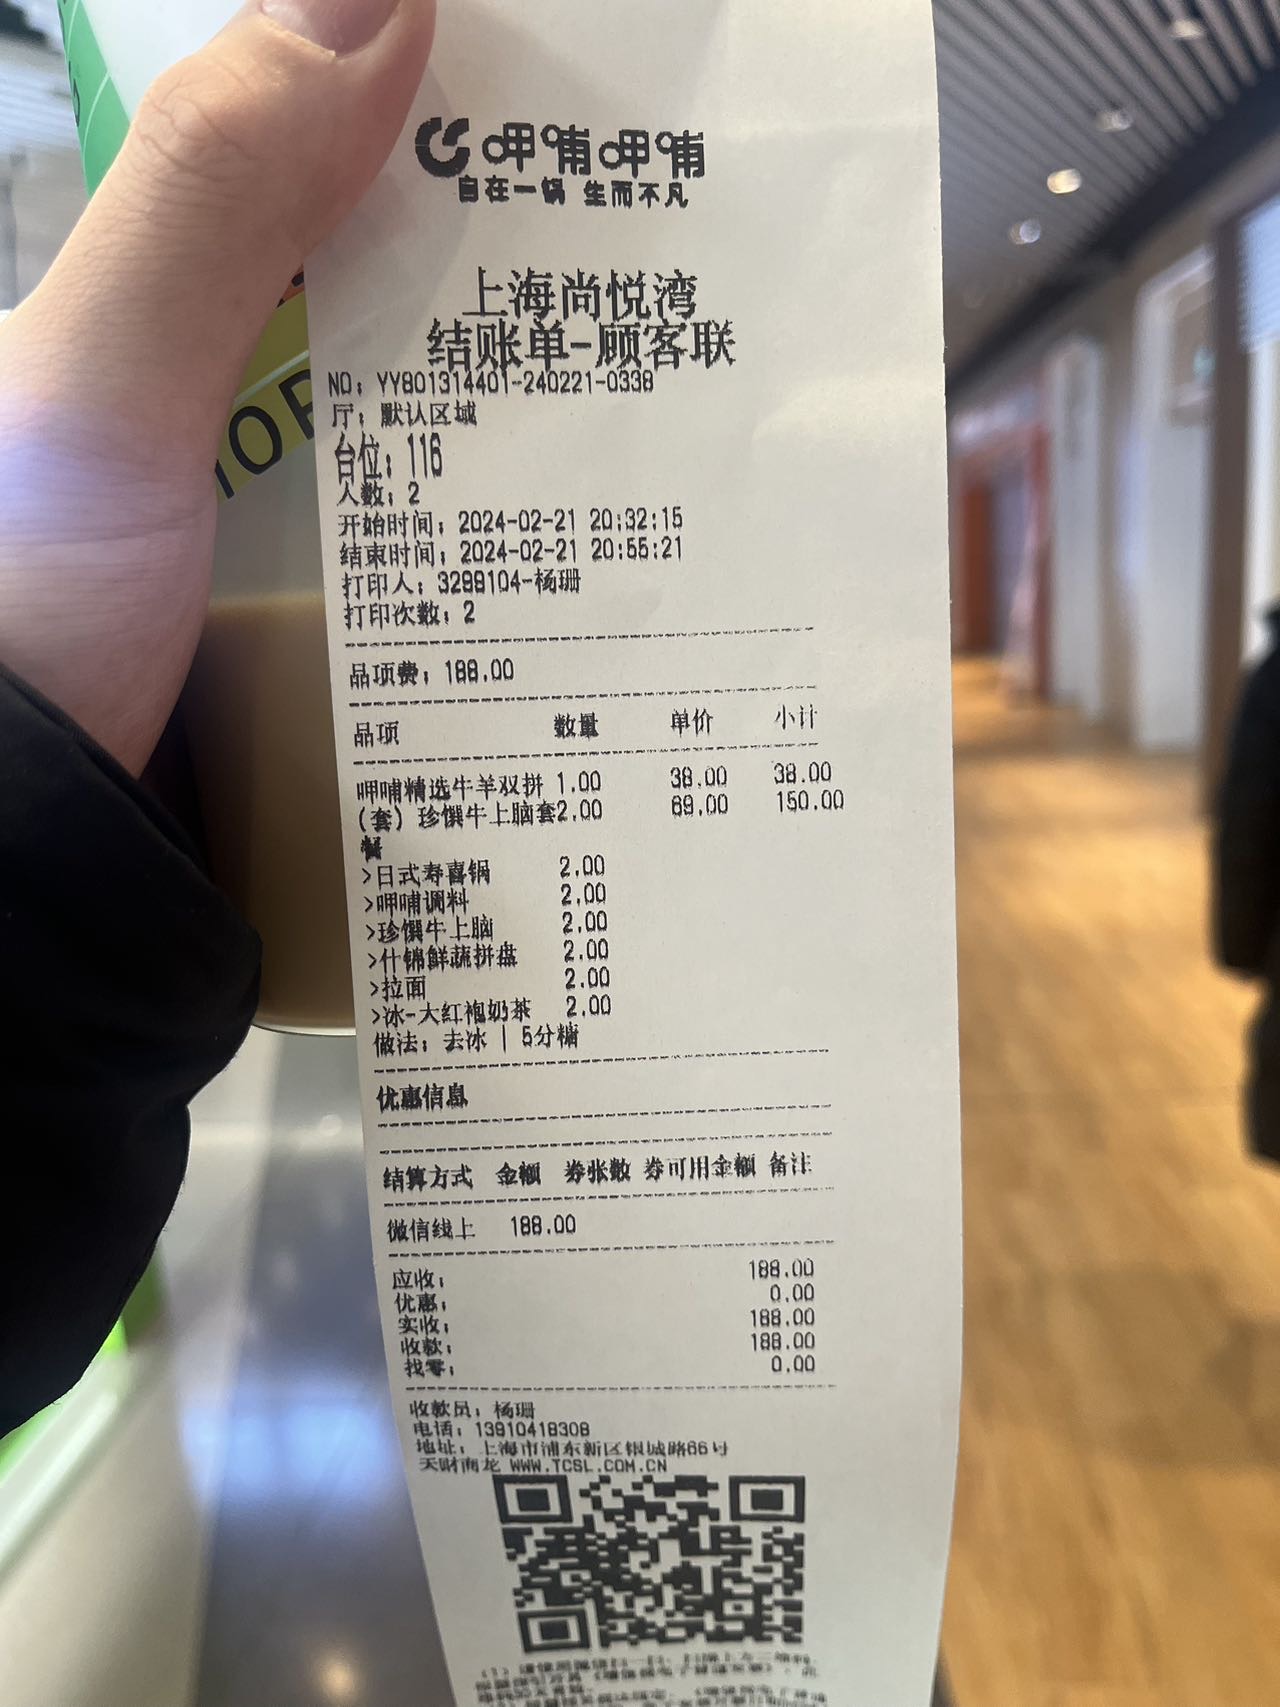 呷哺呷哺
自在一锅 生而不凡
上海尚悦湾
结账单-顾客联
NO: YY801314401-240221-0338
厅: 默认区域
台位: 116
人数: 2
开始时间: 2024-02-21 20:32:15
结束时间: 2024-02-21 20:55:21
打印人: 3299104-杨珊
打印次数: 2
品项费: 188.00
品项 数量 单价 小计
呷哺精选牛羊双拼 1.00 38.00 38.00
(套) 珍馔牛上脑套2.00 69.00 150.00
餐
>日式寿喜锅 2.00
>呷哺调料 2.00
>珍馔牛上脑 2.00
>什锦鲜蔬拼盘 2.00
>拉面 2.00
>冰-大红袍奶茶 2.00
做法: 去冰 | 5分糖
优惠信息
结算方式 金额 券张数 券可用金额 备注
微信线上 188.00
应收: 188.00
优惠: 0.00
实收: 188.00
收款: 188.00
找零: 0.00
收款员: 杨珊
电话: 13910418308
地址: 上海市浦东新区银城路66号
天财商龙 WWW.TCSL.COM.CN